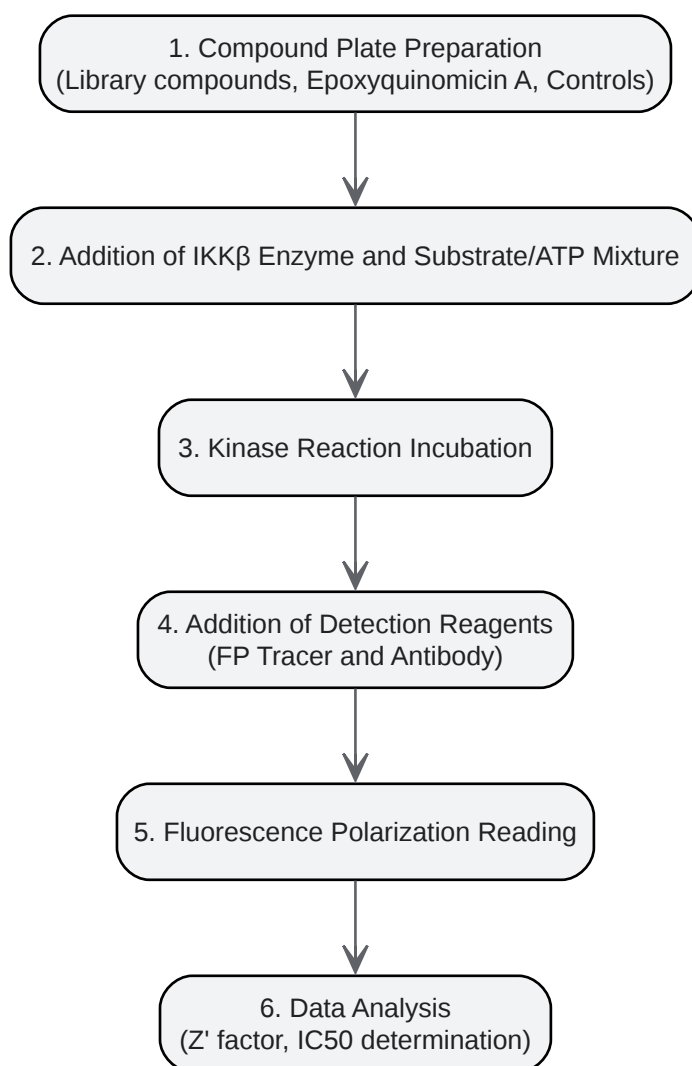 1. Compound Plate Preparation
(Library compounds, Epoxyquinomicin A, Controls)
2. Addition of IKKβ Enzyme and Substrate/ATP Mixture
3. Kinase Reaction Incubation
4. Addition of Detection Reagents
(FP Tracer and Antibody)
5. Fluorescence Polarization Reading
6. Data Analysis
(Z' factor, IC50 determination)